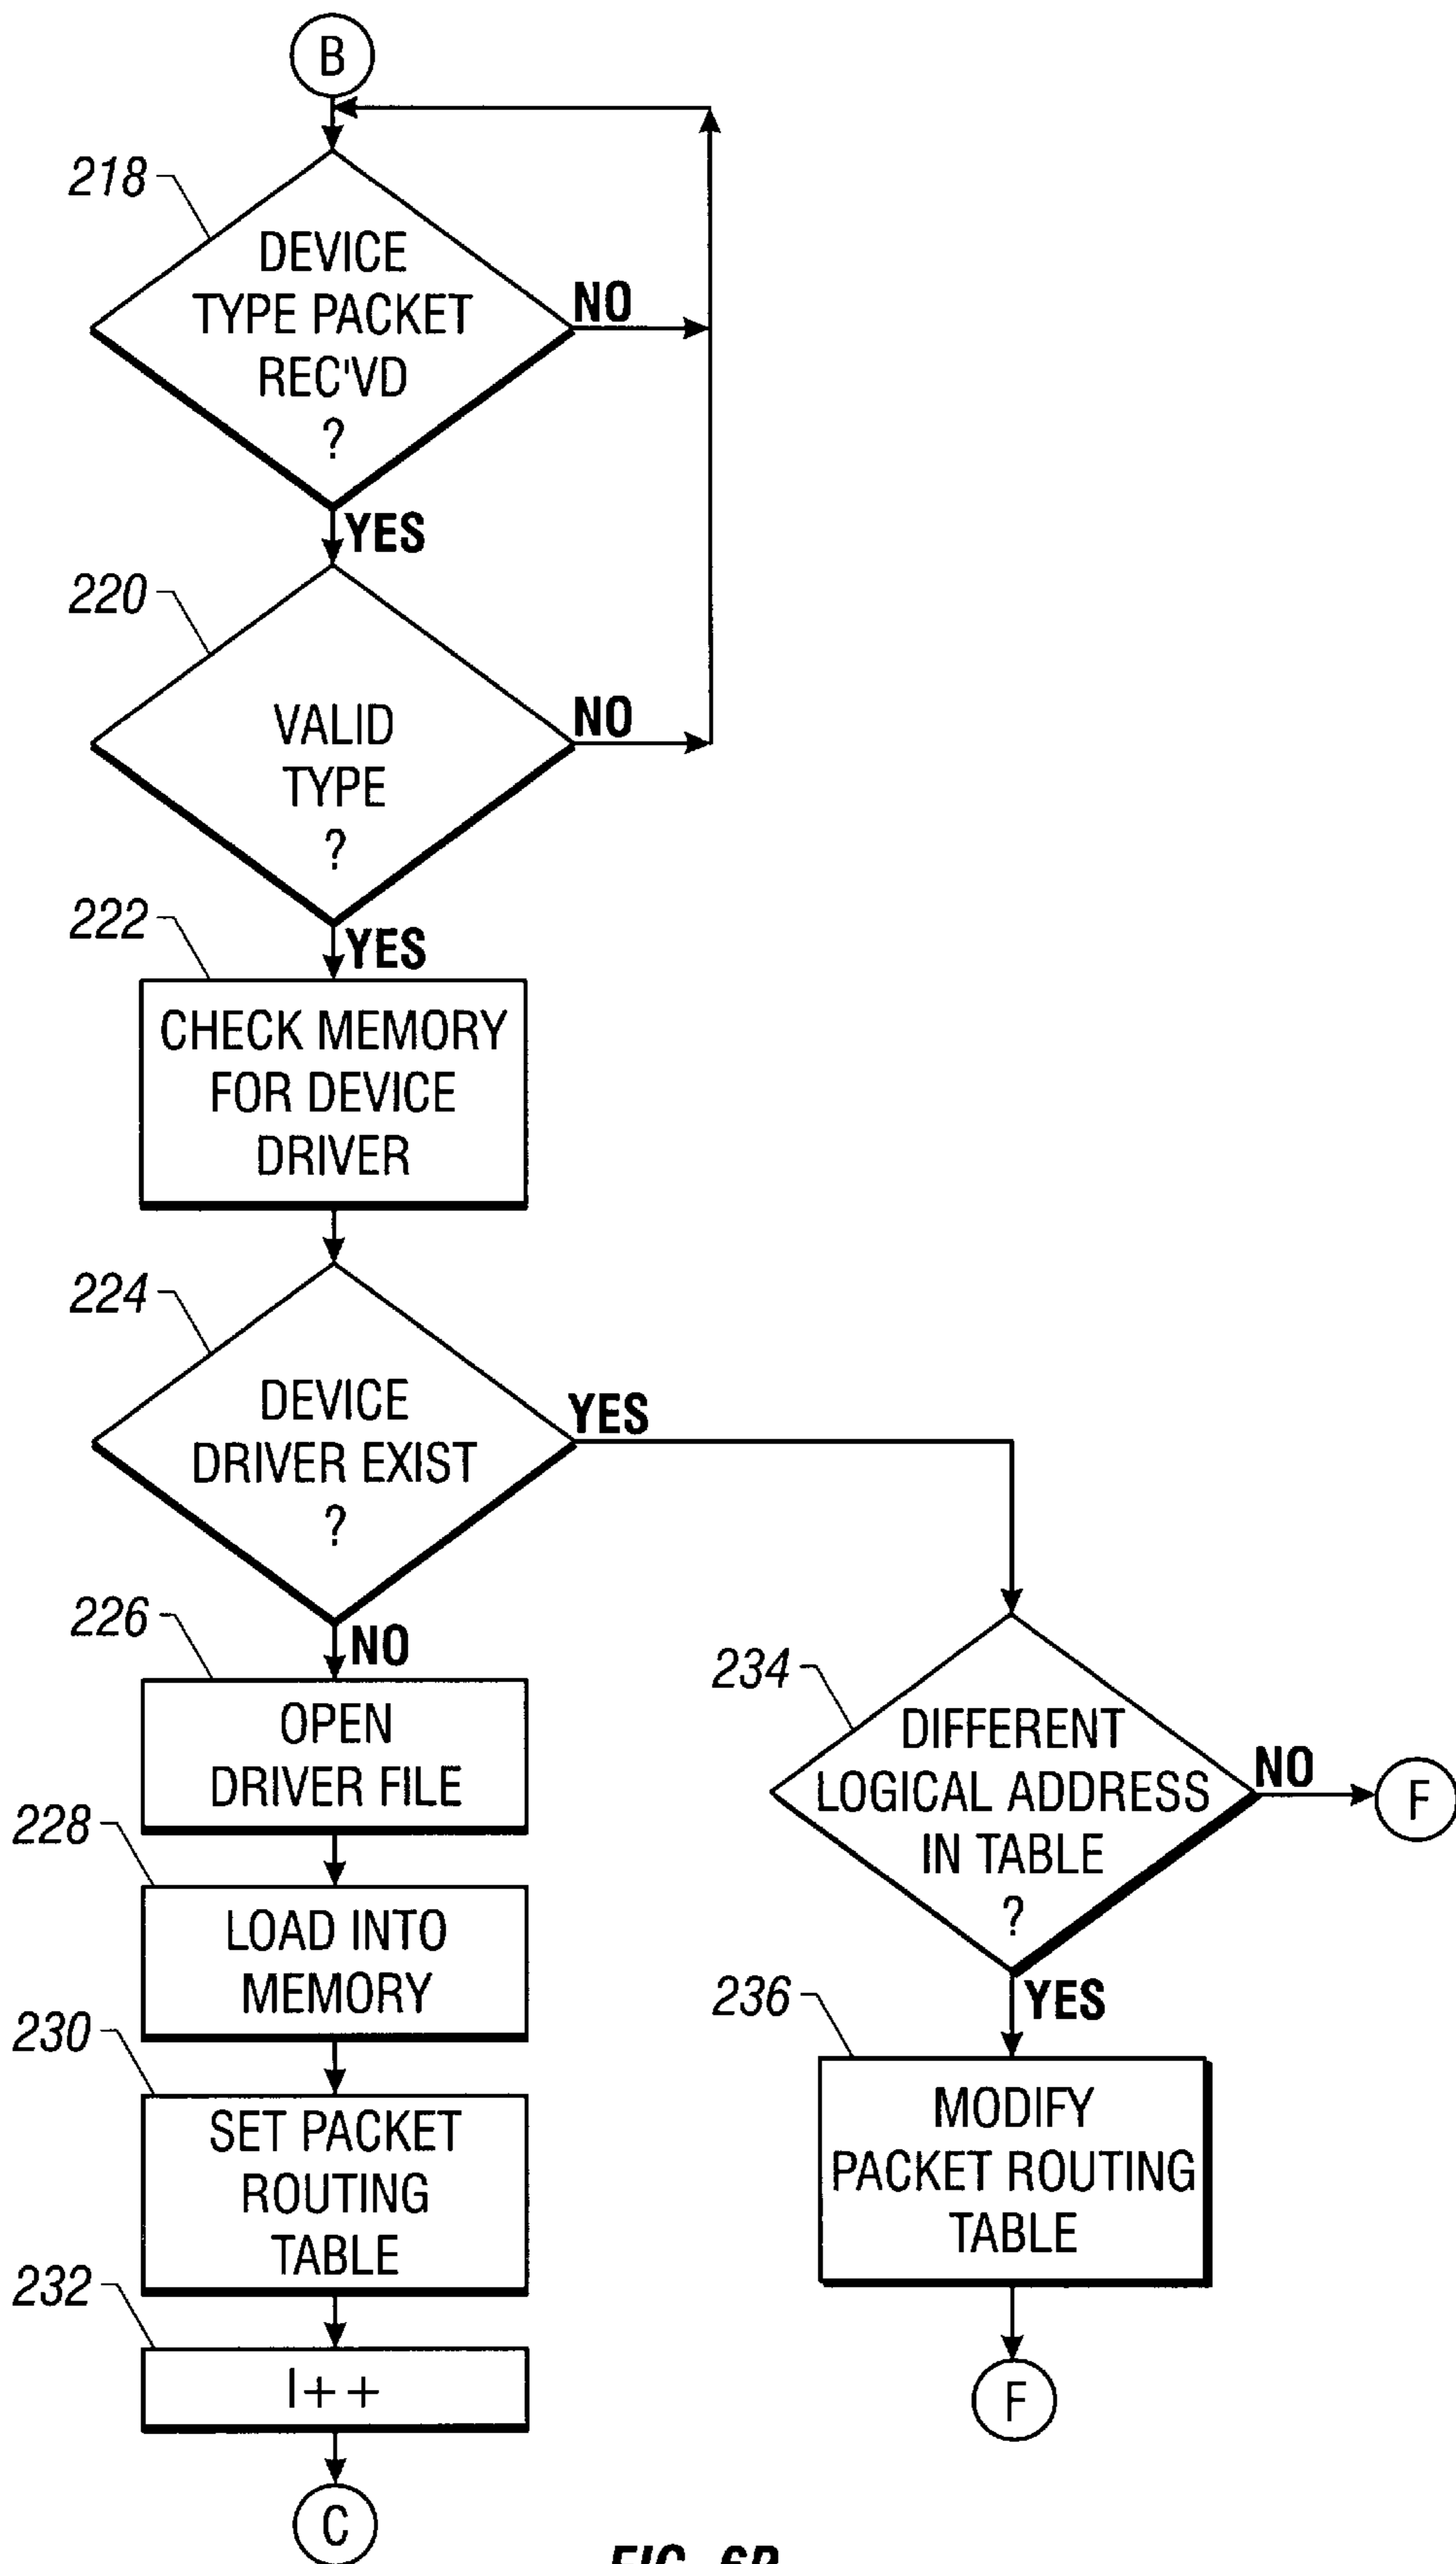 B
218
DEVICE
TYPE PACKET
REC'VD
?
NO
YES
220
VALID
TYPE
?
NO
YES
222
CHECK MEMORY
FOR DEVICE
DRIVER
224
DEVICE
DRIVER EXIST
?
YES
NO
226
OPEN
DRIVER FILE
228
LOAD INTO
MEMORY
230
SET PACKET
ROUTING
TABLE
232
I++
C
234
DIFFERENT
LOGICAL ADDRESS
IN TABLE
?
NO
F
YES
236
MODIFY
PACKET ROUTING
TABLE
F